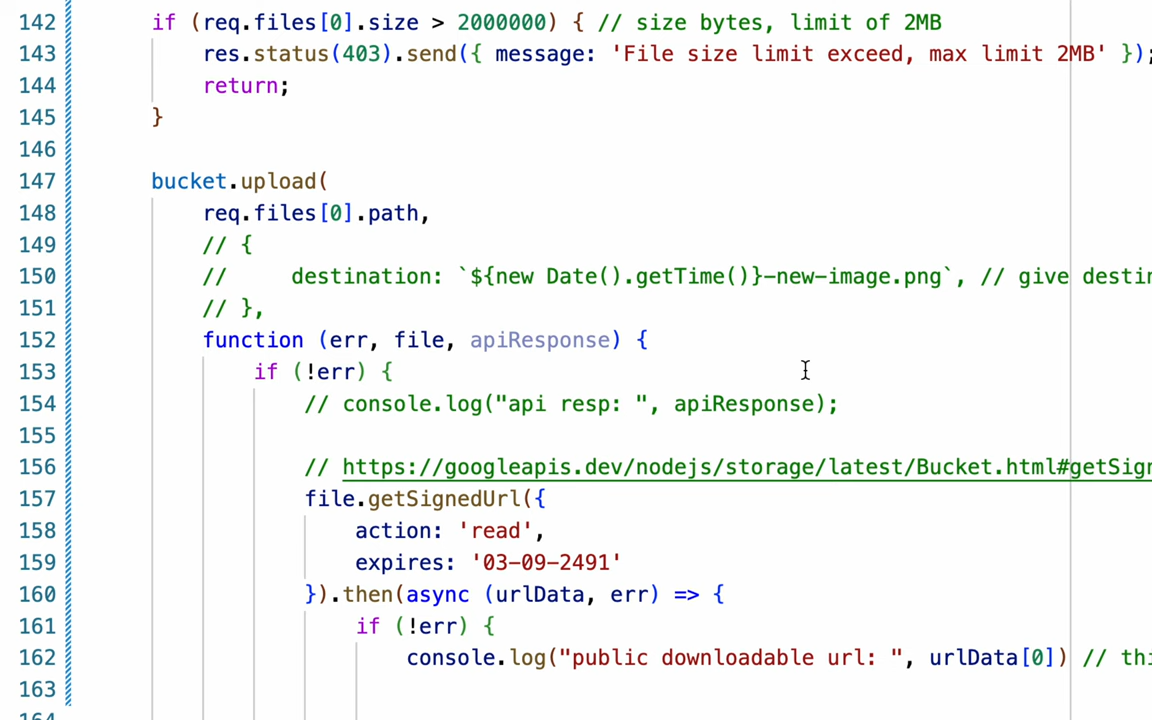 142 if (req.files[0].size > 2000000) { // size bytes, limit of 2MB
143 res.status(403).send({ message: 'File size limit exceed, max limit 2MB' });
144 return;
145 }
146
147 bucket.upload(
148 req.files[0].path,
149 // {
150 //     destination: `${new Date().getTime()}-new-image.png`, // give destin
151 // },
152 function (err, file, apiResponse) {
153 if (!err) {
154 // console.log("api resp: ", apiResponse);
155
156 // https://googleapis.dev/nodejs/storage/latest/Bucket.html#getSign
157 file.getSignedUrl({
158 action: 'read',
159 expires: '03-09-2491'
160 }).then(async (urlData, err) => {
161 if (!err) {
162 console.log("public downloadable url: ", urlData[0]) // thi
163
164